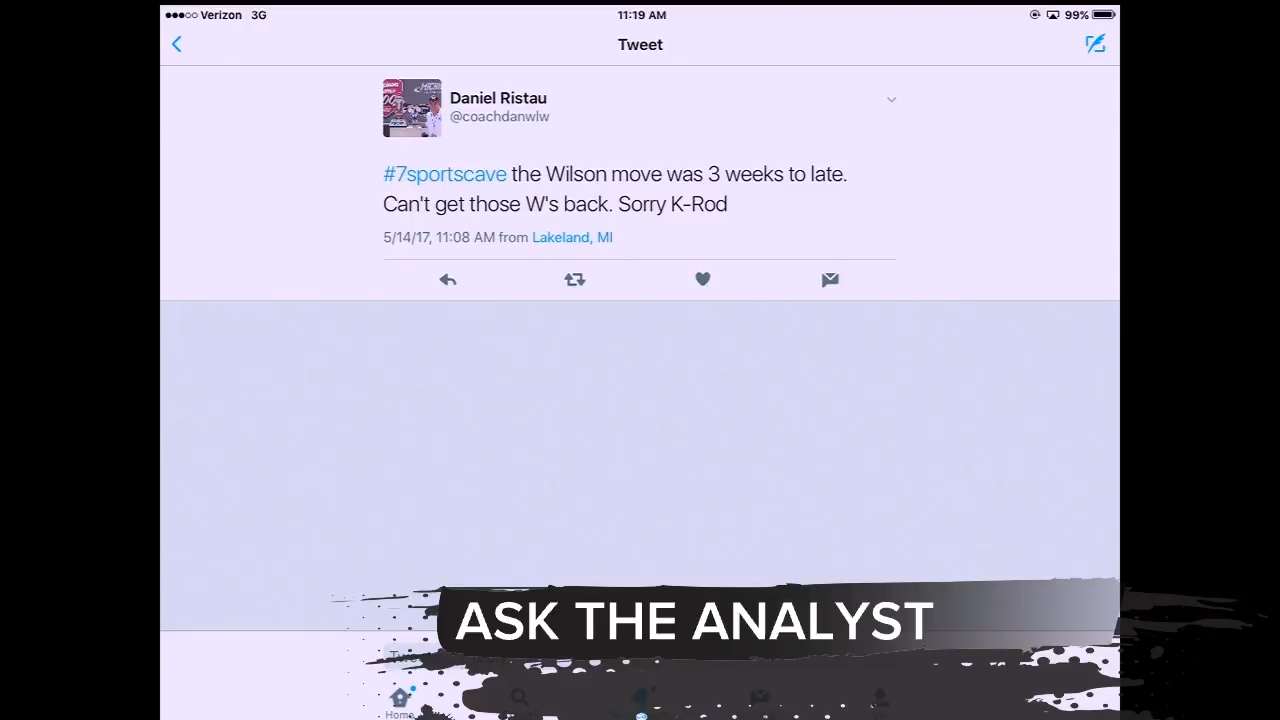 Verizon 3G 11:19 AM 99%
Tweet
Daniel Ristau
@coachdanwlw
#7sportscave the Wilson move was 3 weeks to late.
Can't get those W's back. Sorry K-Rod
5/14/17, 11:08 AM from Lakeland, MI
ASK THE ANALYST
Home